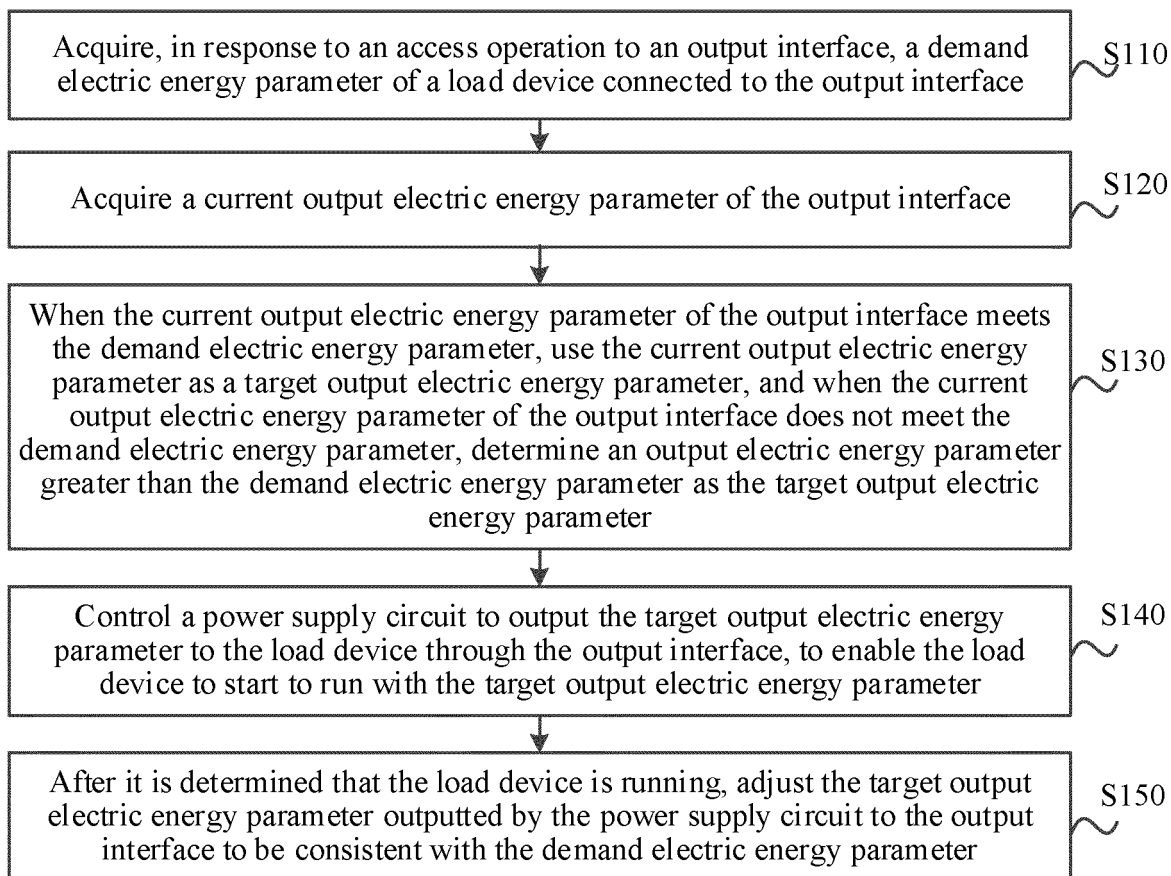 Acquire, in response to an access operation to an output interface, a demand
electric energy parameter of a load device connected to the output interface
S110
Acquire a current output electric energy parameter of the output interface
S120
When the current output electric energy parameter of the output interface meets
the demand electric energy parameter, use the current output electric energy
parameter as a target output electric energy parameter, and when the current
output electric energy parameter of the output interface does not meet the
demand electric energy parameter, determine an output electric energy parameter
greater than the demand electric energy parameter as the target output electric
energy parameter
S130
Control a power supply circuit to output the target output electric energy
parameter to the load device through the output interface, to enable the load
device to start to run with the target output electric energy parameter
S140
After it is determined that the load device is running, adjust the target output
electric energy parameter outputted by the power supply circuit to the output
interface to be consistent with the demand electric energy parameter
S150